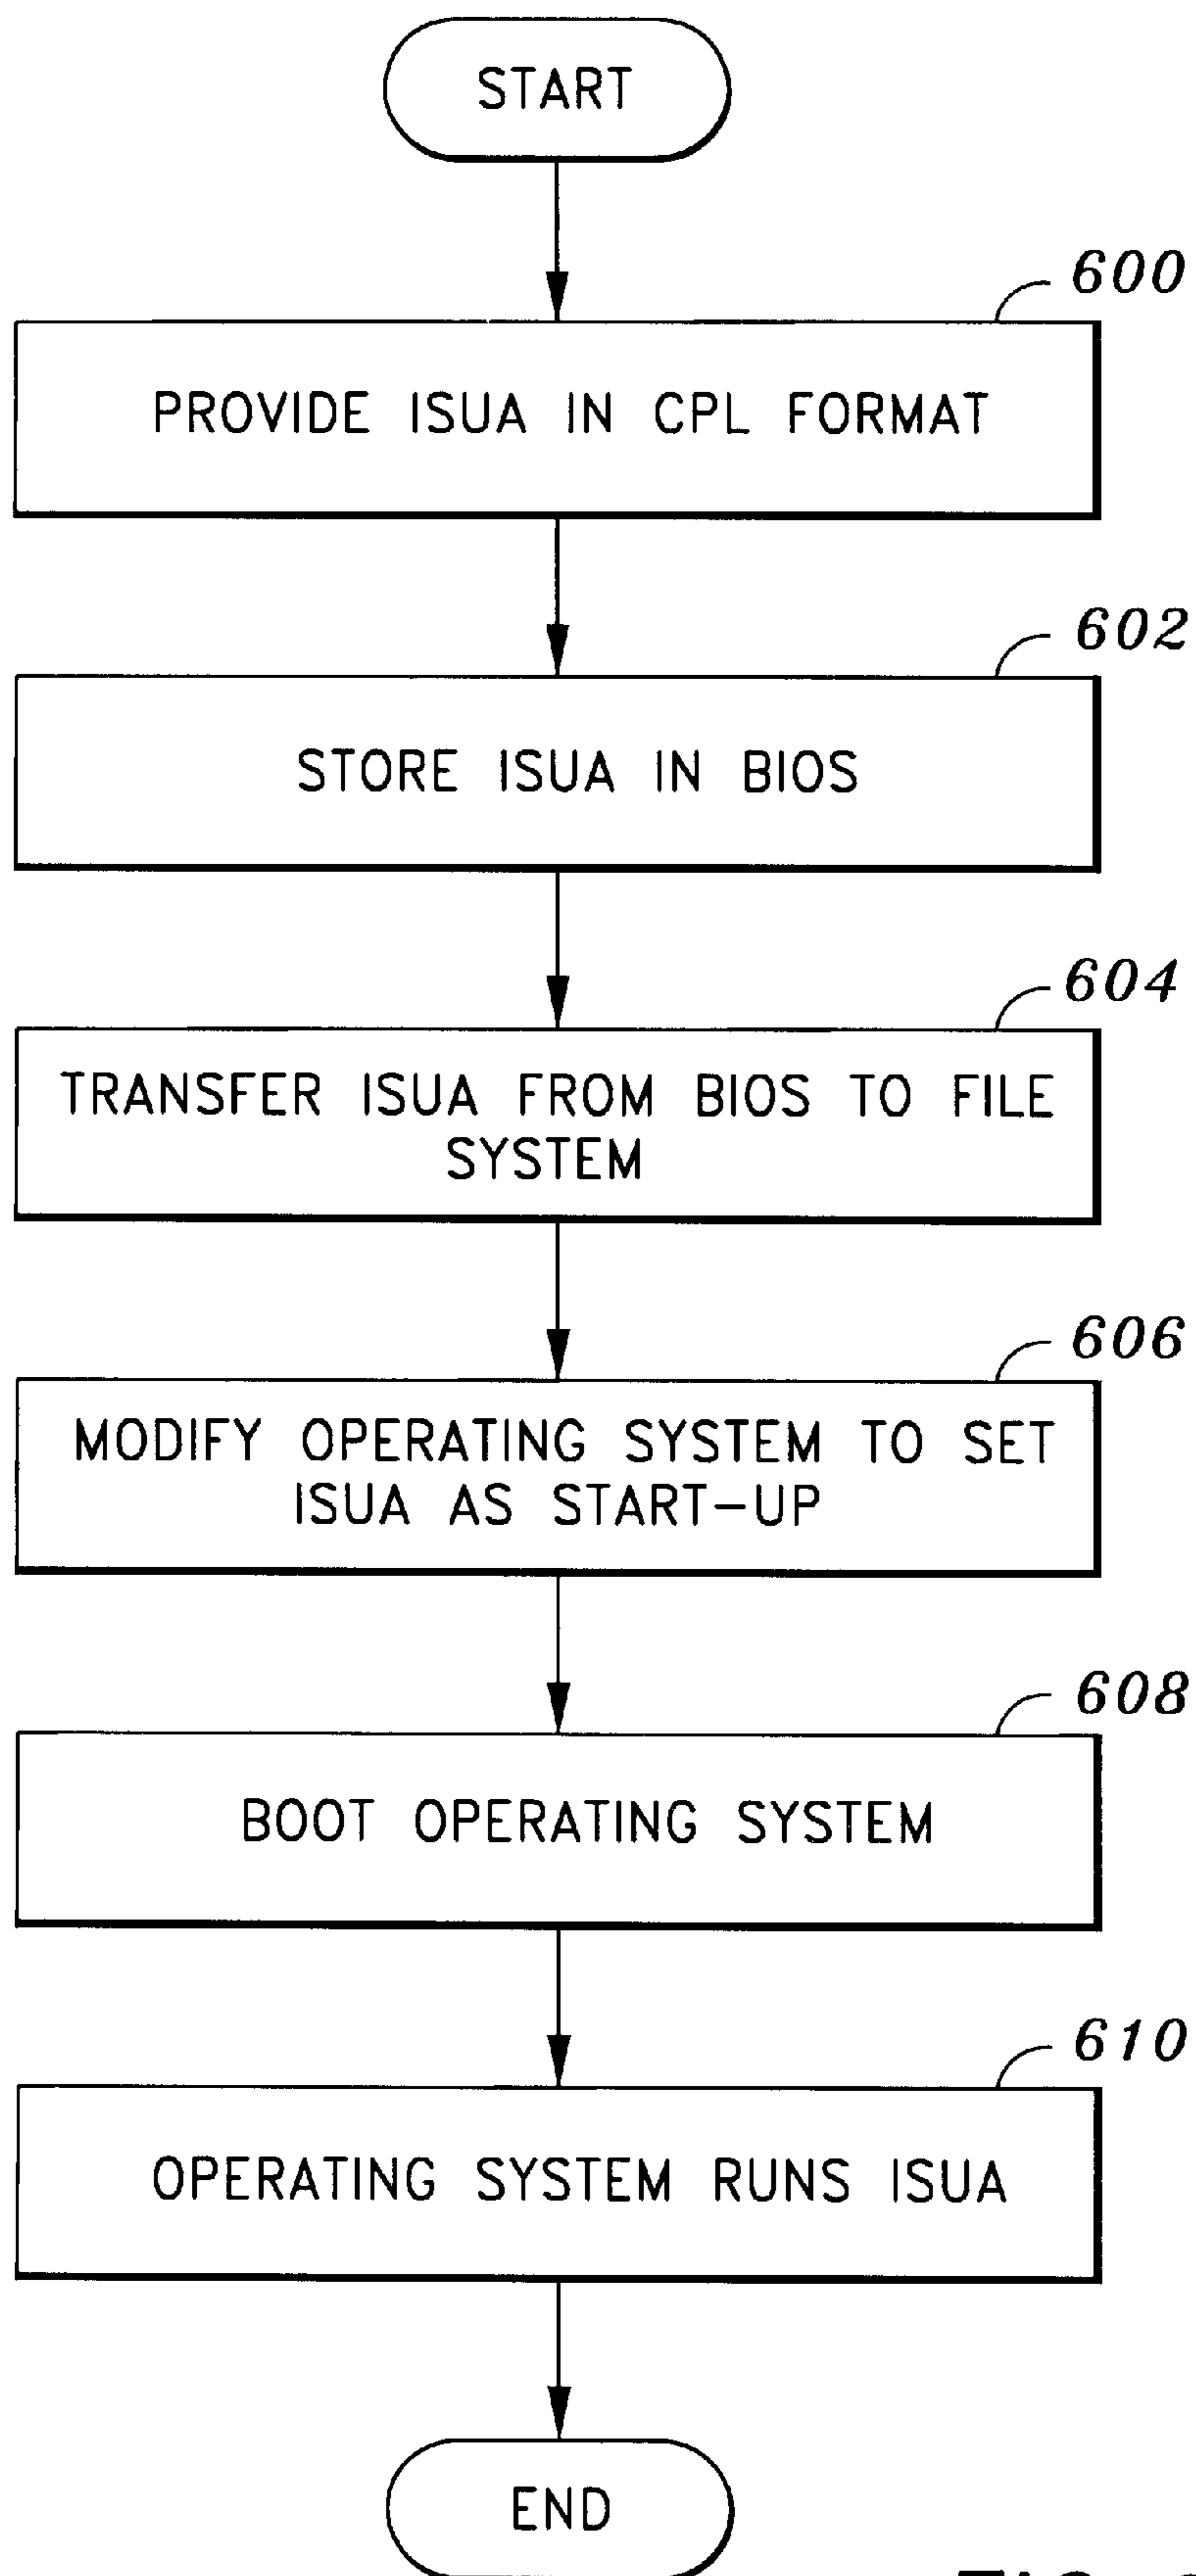 START
600
PROVIDE ISUA IN CPL FORMAT
602
STORE ISUA IN BIOS
604
TRANSFER ISUA FROM BIOS TO FILE
SYSTEM
606
MODIFY OPERATING SYSTEM TO SET
ISUA AS START-UP
608
BOOT OPERATING SYSTEM
610
OPERATING SYSTEM RUNS ISUA
END